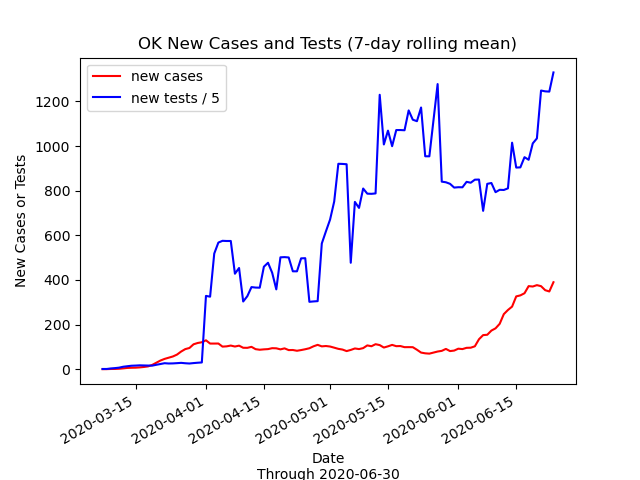 OK New Cases and Tests (7-day rolling mean)
new cases
new tests / 5
New Cases or Tests
1200
1000
800
600
400
200
0
2020-03-15
2020-04-01
2020-04-15
2020-05-01
2020-05-15
2020-06-01
2020-06-15
Date
Through 2020-06-30